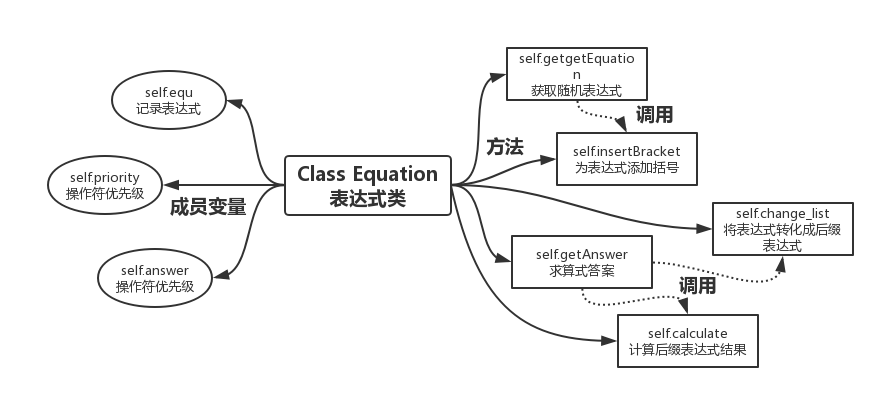 self.equ
记录表达式
self.priority
操作符优先级
self.answer
操作符优先级
成员变量
Class Equation
表达式类
方法
self.getgetEquatio
n
获取随机表达式
调用
self.insertBracket
为表达式添加括号
self.change_list
将表达式转化成后缀
表达式
self.getAnswer
求算式答案
调用
self.calculate
计算后缀表达式结果